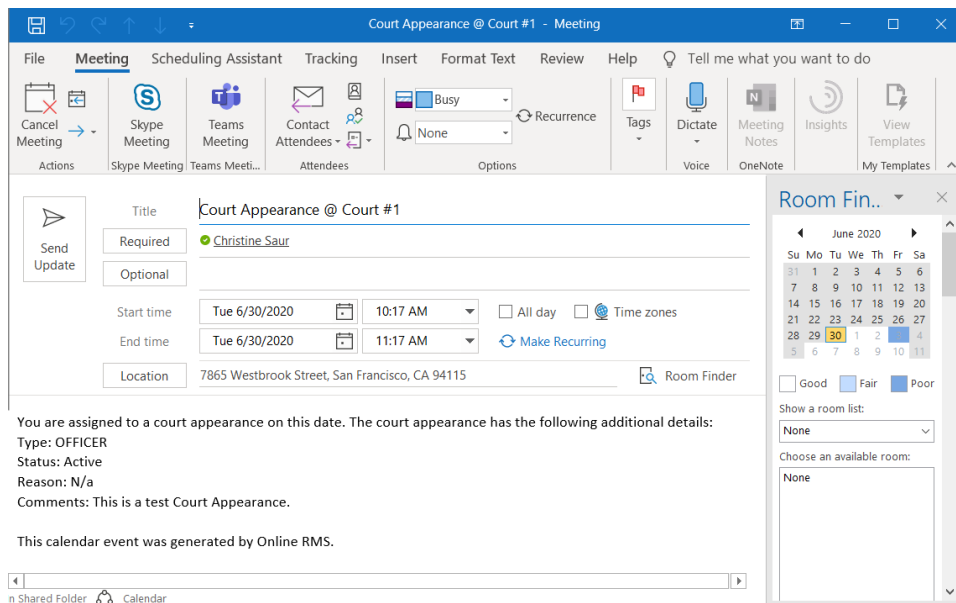 Court Appearance @ Court #1 - Meeting
File Meeting Scheduling Assistant Tracking Insert Format Text Review Help Tell me what you want to do
Cancel Meeting
Skype Meeting
Teams Meeting
Contact Attendees
Busy
None
Recurrence
Tags
Dictate
Meeting Notes
Insights
View Templates
Actions Skype Meeting Teams Meeti... Attendees Options Voice OneNote My Templates
Send Update
Title Court Appearance @ Court #1
Required Christine Saur
Optional
Start time Tue 6/30/2020 10:17 AM All day Time zones
End time Tue 6/30/2020 11:17 AM Make Recurring
Location 7865 Westbrook Street, San Francisco, CA 94115 Room Finder
You are assigned to a court appearance on this date. The court appearance has the following additional details:
Type: OFFICER
Status: Active
Reason: N/a
Comments: This is a test Court Appearance.
This calendar event was generated by Online RMS.
n Shared Folder Calendar
Room Fin..
June 2020
Su Mo Tu We Th Fr Sa
31 1 2 3 4 5 6
7 8 9 10 11 12 13
14 15 16 17 18 19 20
21 22 23 24 25 26 27
28 29 30 1 2 3 4
5 6 7 8 9 10 11
Good Fair Poor
Show a room list:
None
Choose an available room:
None